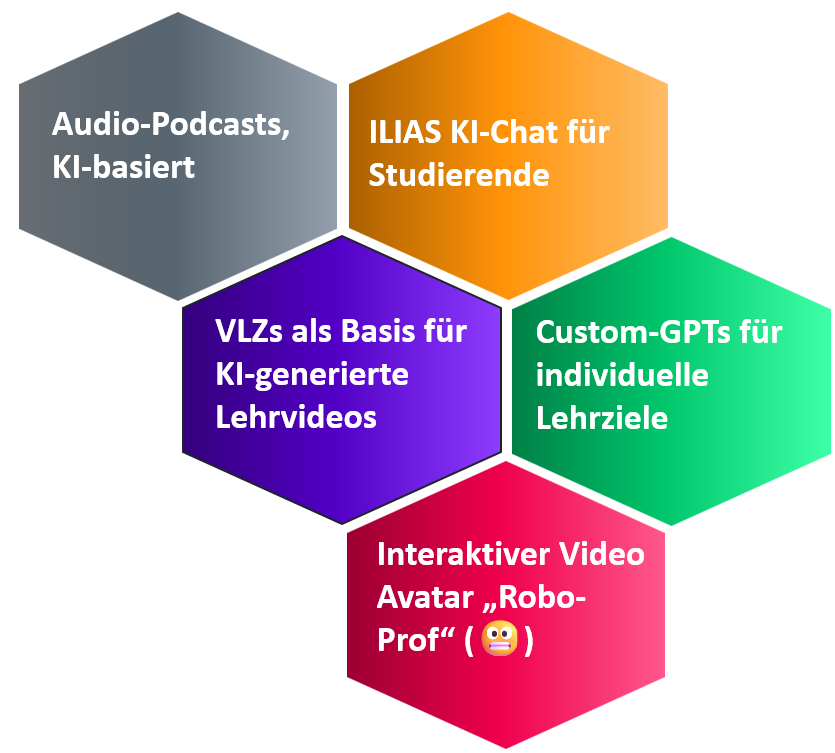 Audio-Podcasts,
KI-basiert
ILIAS KI-Chat für
Studierende
VLZs als Basis für
KI-generierte
Lehrvideos
Custom-GPTs für
individuelle
Lehrziele
Interaktiver Video
Avatar „Robo-
Prof“ (😬)